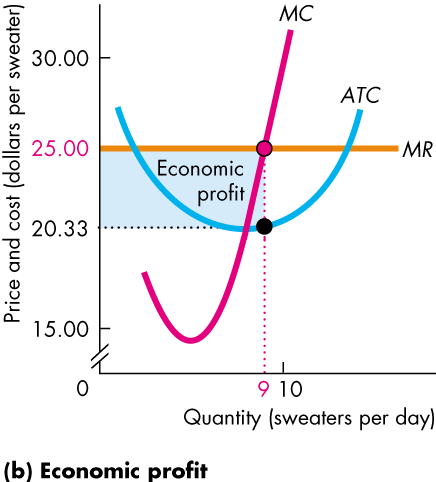 Price and cost (dollars per sweater)
MC
30.00
ATC
25.00
MR
Economic
profit
20.33
15.00
0
9 10
Quantity (sweaters per day)
(b) Economic profit